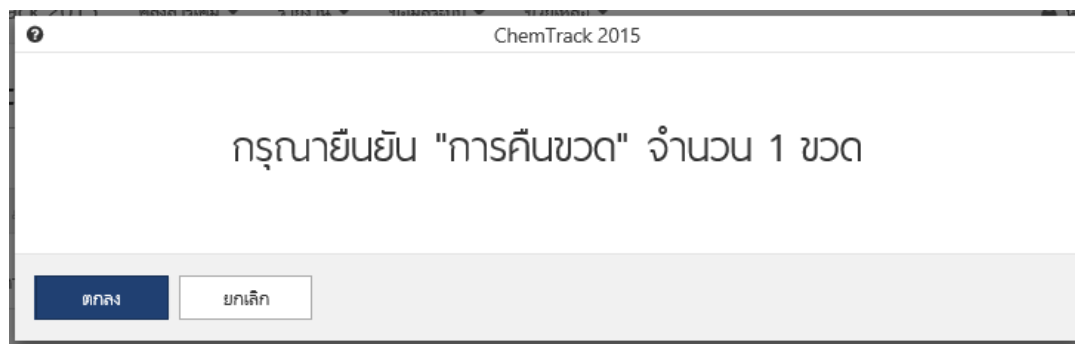 ChemTrack 2015
กรุณายืนยัน "การคืนขวด" จำนวน 1 ขวด
ตกลง ยกเลิก